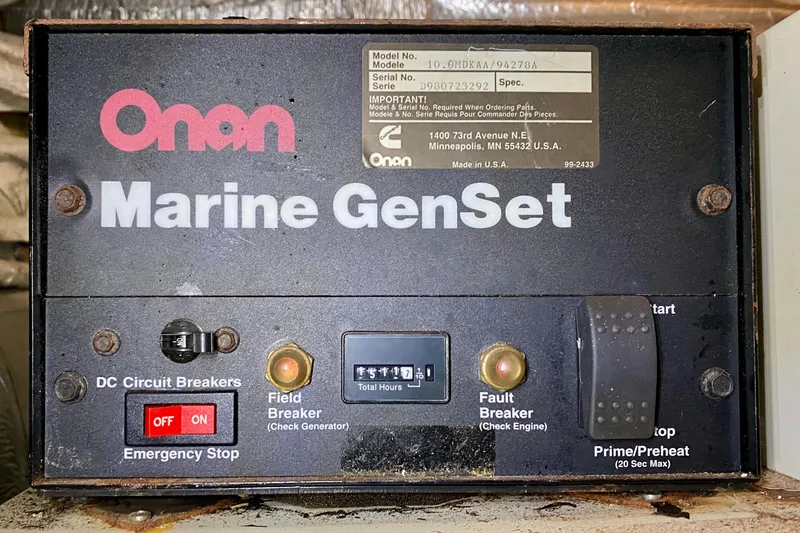 Model No.
Modele
10.0MDKAA/94278A
Serial No.
Serie
D980723292
Spec.
IMPORTANT!
Model & Serial No. Required When Ordering Parts.
Modele & No. Serie Requis Pour Commander Des Pieces.
Onan
1400 73rd Avenue N.E.
Minneapolis, MN 55432 U.S.A.
Made in U.S.A.
99-2433
Onan
Marine GenSet
DC Circuit Breakers
OFF
ON
Emergency Stop
Field
Breaker
(Check Generator)
Total Hours
Fault
Breaker
(Check Engine)
tart
top
Prime/Preheat
(20 Sec Max)